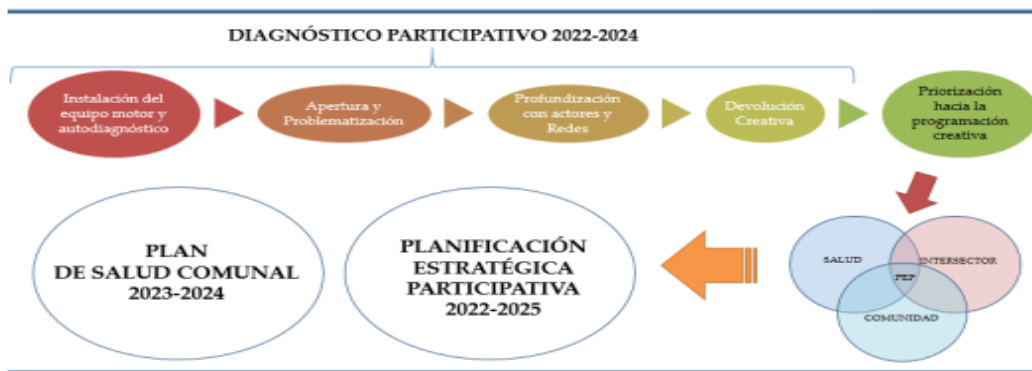 DIAGNÓSTICO PARTICIPATIVO 2022-2024
Instalación del
equipo motor y
autodiagnóstico
Apertura y
Problematización
Profundización
con actores y
Redes
Devolución
Creativa
Priorización
hacia la
programación
creativa
PLAN
DE SALUD COMUNAL
2023-2024
PLANIFICACIÓN
ESTRATÉGICA
PARTICIPATIVA
2022-2025
SALUD
INTERSECTOR
PEP
COMUNIDAD